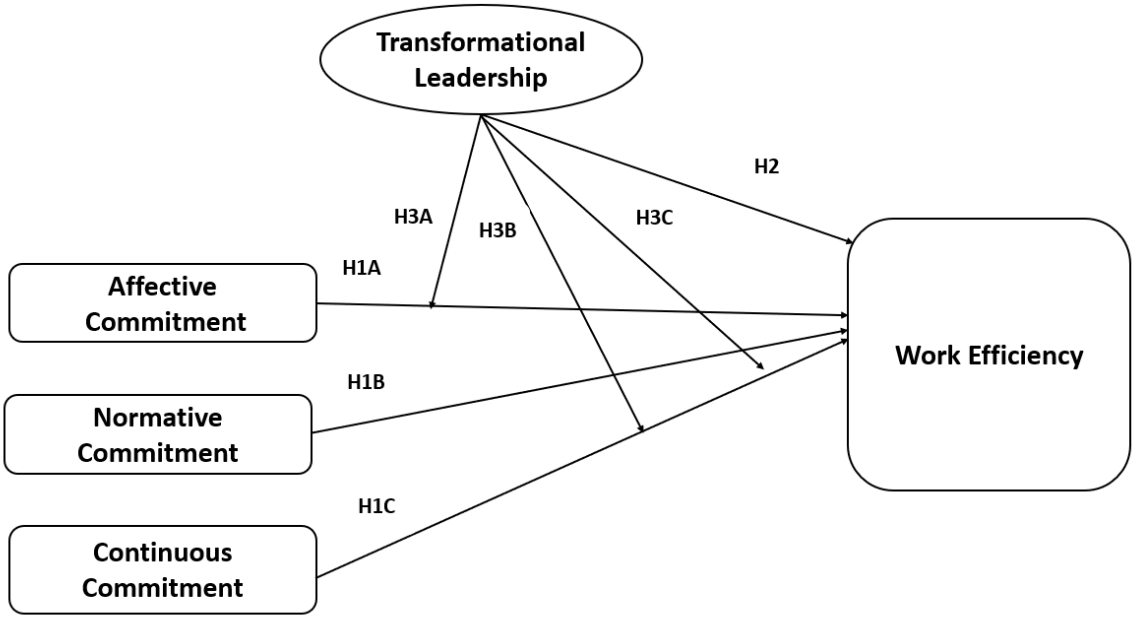 Transformational
Leadership
H2
H3A
H3B
H3C
H1A
Affective
Commitment
Work Efficiency
H1B
Normative
Commitment
H1C
Continuous
Commitment